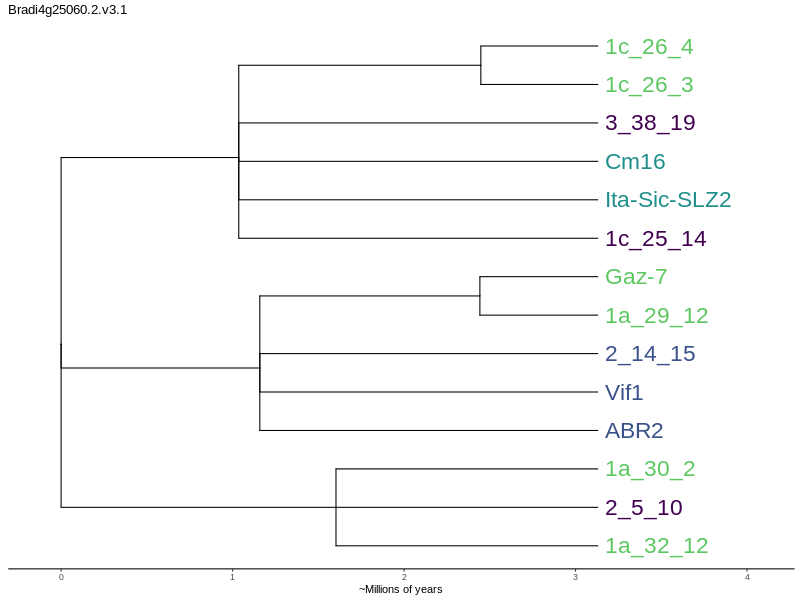 Bradi4g25060.2.v3.1
1c_26_4
1c_26_3
3_38_19
Cm16
Ita-Sic-SLZ2
1c_25_14
Gaz-7
1a_29_12
2_14_15
Vif1
ABR2
1a_30_2
2_5_10
1a_32_12
0 1 2 3 4
~Millions of years